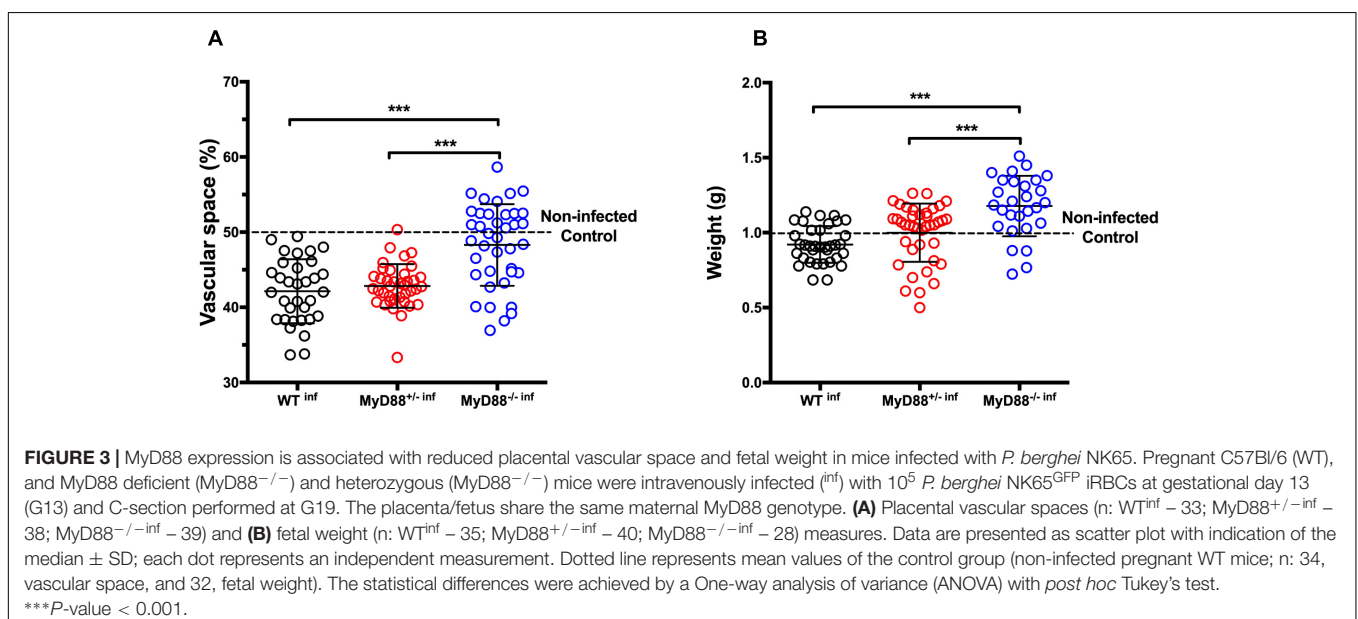 A
B
Vascular space (%)
70
60
50
40
30
***
***
Non-infected
Control
WT inf
MyD88+/- inf
MyD88-/- inf
Weight (g)
2.0
1.5
1.0
0.5
0.0
***
***
Non-infected
Control
WT inf
MyD88+/- inf
MyD88-/- inf
FIGURE 3 | MyD88 expression is associated with reduced placental vascular space and fetal weight in mice infected with P. berghei NK65. Pregnant C57Bl/6 (WT),
and MyD88 deficient (MyD88−/−) and heterozygous (MyD88−/−) mice were intravenously infected (inf) with 10⁵ P. berghei NK65GFP iRBCs at gestational day 13
(G13) and C-section performed at G19. The placenta/fetus share the same maternal MyD88 genotype. (A) Placental vascular spaces (n: WTinf – 33; MyD88+/−inf –
38; MyD88−/−inf – 39) and (B) fetal weight (n: WTinf – 35; MyD88+/−inf – 40; MyD88−/−inf – 28) measures. Data are presented as scatter plot with indication of the
median ± SD; each dot represents an independent measurement. Dotted line represents mean values of the control group (non-infected pregnant WT mice; n: 34,
vascular space, and 32, fetal weight). The statistical differences were achieved by a One-way analysis of variance (ANOVA) with post hoc Tukey's test.
***P-value < 0.001.